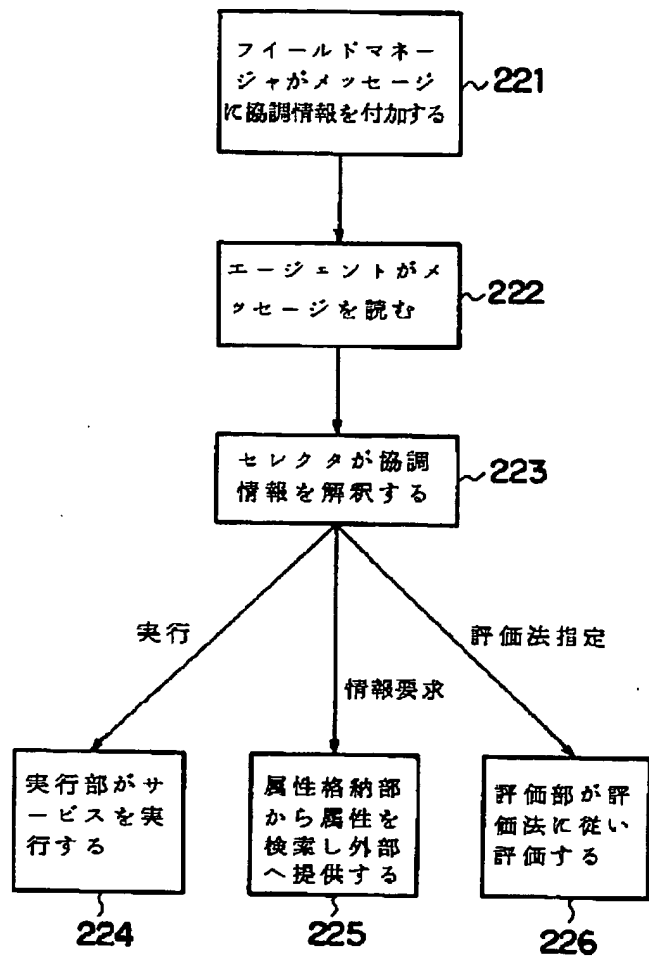 フイールドマネー
ジャがメッセージ
に協調情報を付加する
221
エージェントがメ
ッセージを読む
222
セレクタが協調
情報を解釈する
223
実行
情報要求
評価法指定
実行部がサ
ービスを実
行する
224
属性格納部
から属性を
検索し外部
へ提供する
225
評価部が評
価法に従い
評価する
226